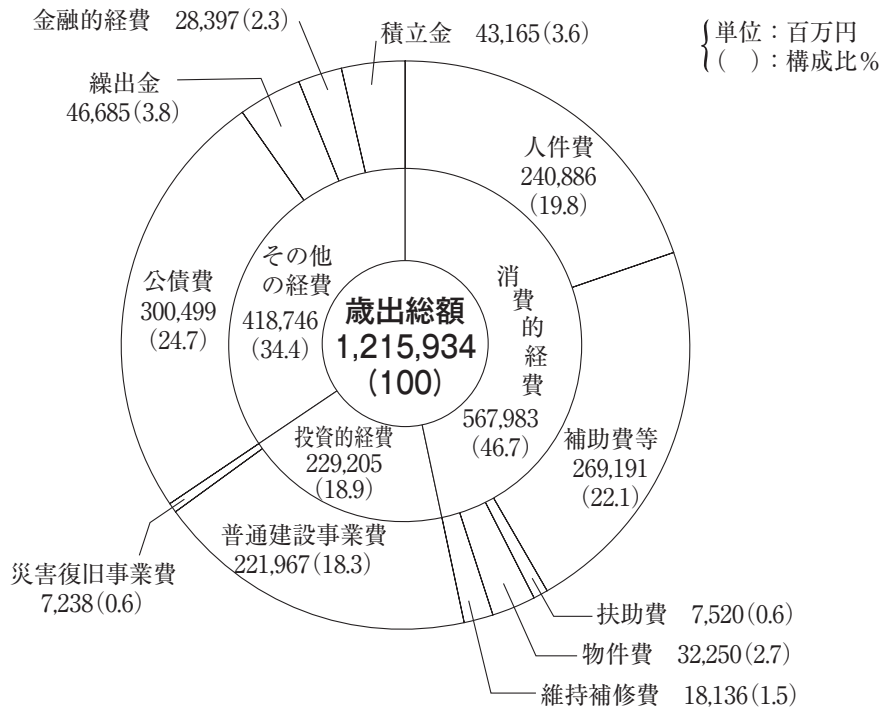 金融的経費 28,397(2.3)
積立金 43,165(3.6)
単位:百万円
( ):構成比%
繰出金
46,685(3.8)
人件費
240,886
(19.8)
公債費
300,499
(24.7)
その他
の経費
418,746
(34.4)
歳出総額
1,215,934
(100)
消費的経費
567,983
(46.7)
補助費等
269,191
(22.1)
投資的経費
229,205
(18.9)
普通建設事業費
221,967(18.3)
災害復旧事業費
7,238(0.6)
扶助費 7,520(0.6)
物件費 32,250(2.7)
維持補修費 18,136(1.5)